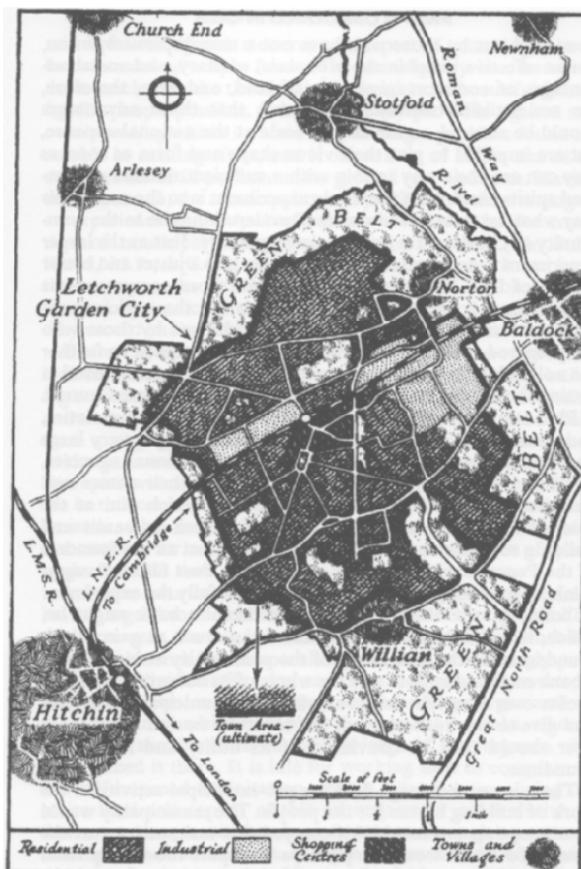 Church End
Newnham
Stotfold
Roman
Way
R. Ivel
Arlesey
GREEN BELT
Letchworth
Garden City
Norton
Baldock
BELT
L.N.E.R.
To Cambridge
L.M.S.R.
Willian
GREEN
Great North Road
Hitchin
To London
Town Area -
(ultimate)
Scale of feet
0
1 mile
Residential Industrial Shopping Centres Towns and Villages